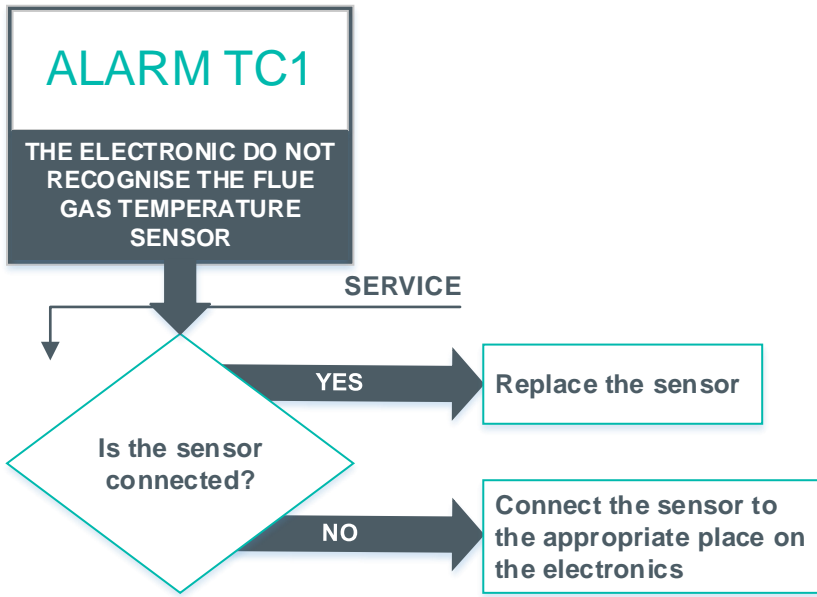 ALARM TC1
THE ELECTRONIC DO NOT
RECOGNISE THE FLUE
GAS TEMPERATURE
SENSOR
SERVICE
YES
Replace the sensor
Is the sensor
connected?
NO
Connect the sensor to
the appropriate place on
the electronics